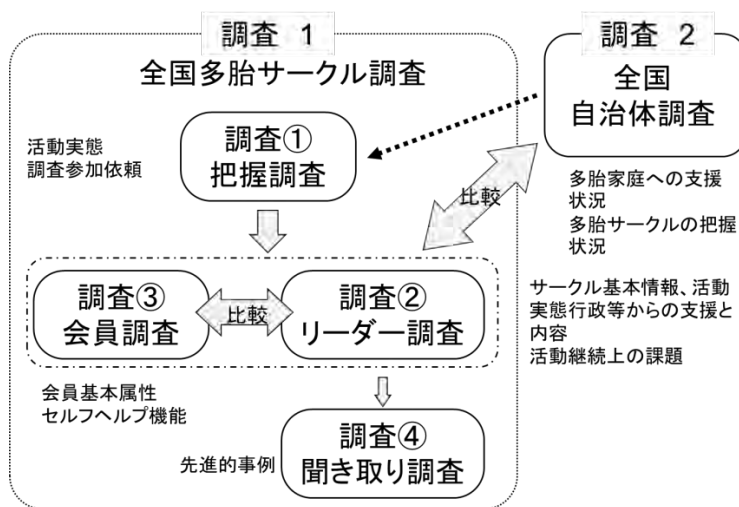 調査 1
全国多胎サークル調査
調査 2
全国
自治体調査
活動実態
調査参加依頼
調査①
把握調査
比較
多胎家庭への支援
状況
多胎サークルの把握
状況
調査③
会員調査
比較
調査②
リーダー調査
サークル基本情報、活動
実態行政等からの支援と
内容
活動継続上の課題
会員基本属性
セルフヘルプ機能
先進的事例
調査④
聞き取り調査